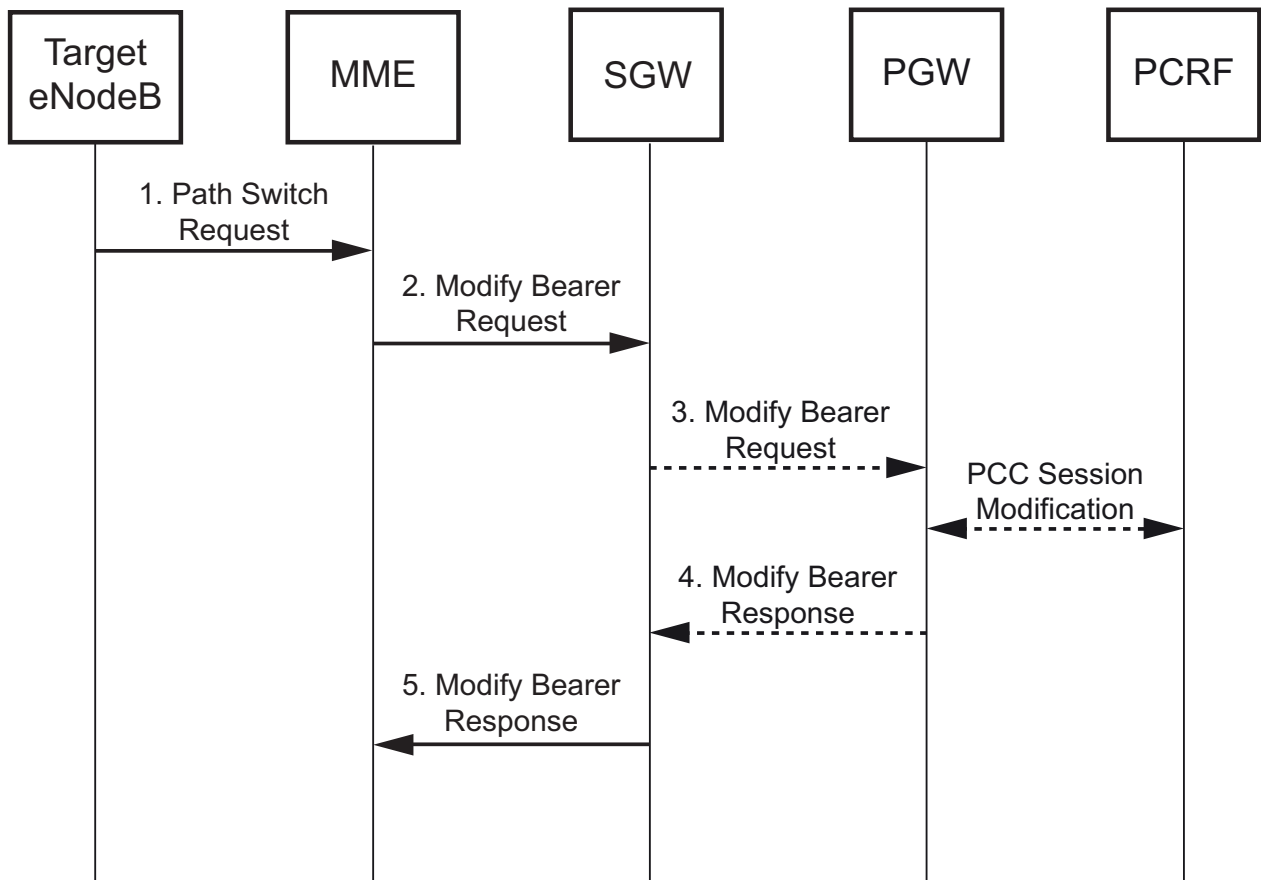 Target
eNodeB
MME
SGW
PGW
PCRF
1. Path Switch
Request
2. Modify Bearer
Request
3. Modify Bearer
Request
PCC Session
Modification
4. Modify Bearer
Response
5. Modify Bearer
Response